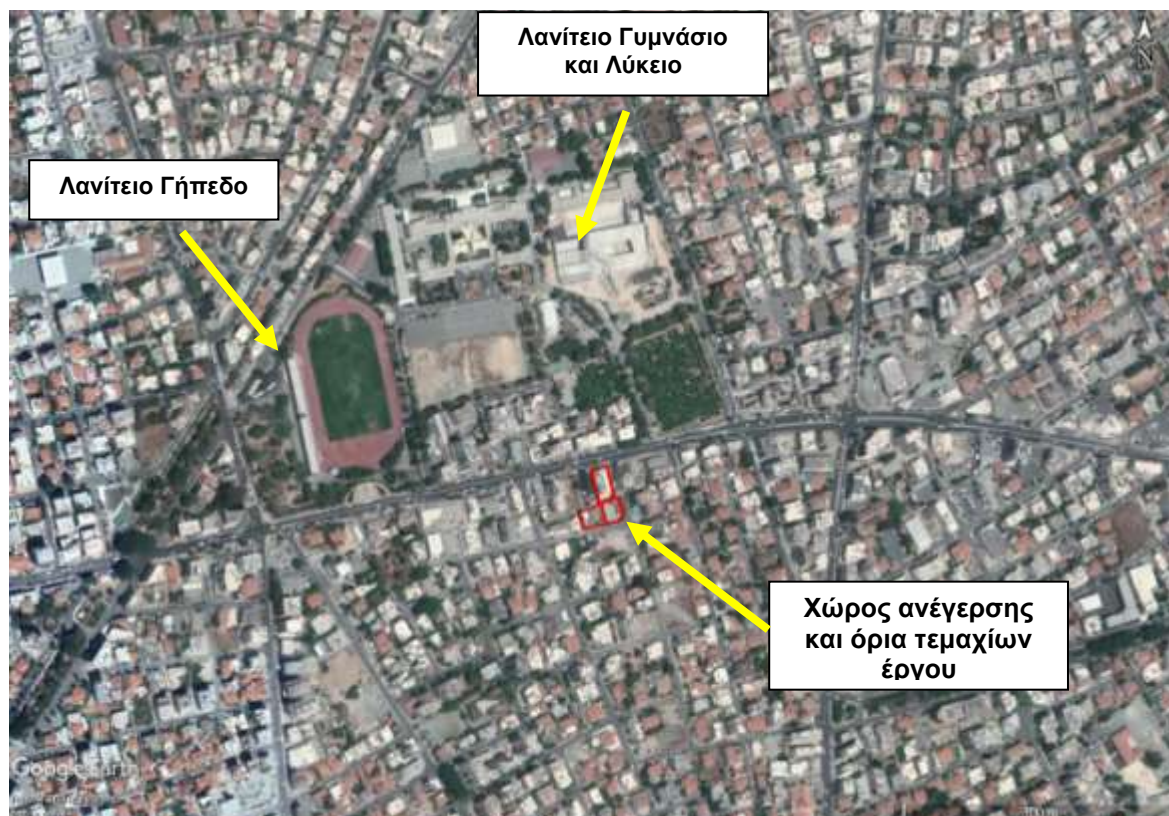 Λανίτειο Γυμνάσιο
και Λύκειο
N
Λανίτειο Γήπεδο
Χώρος ανέγερσης
και όρια τεμαχίων
έργου
Google Earth